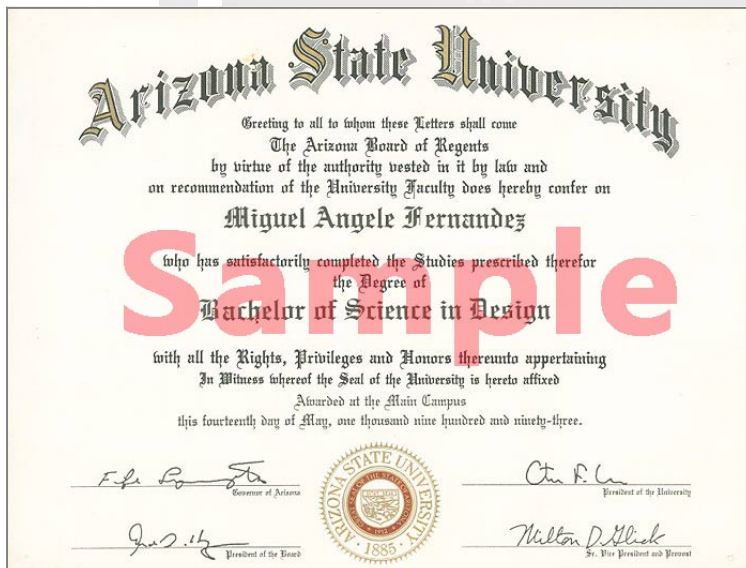 Arizona State University
Greeting to all to whom these Letters shall come
The Arizona Board of Regents
by virtue of the authority vested in it by law and
on recommendation of the University Faculty does hereby confer on
Miguel Angele Fernandez
who has satisfactorily completed the Studies prescribed therefor
the Degree of
Bachelor of Science in Design
Sample
with all the Rights, Privileges and Honors thereunto appertaining
In Witness whereof the Seal of the University is hereto affixed
Awarded at the Main Campus
this fourteenth day of May, one thousand nine hundred and ninety-three.
Governor of Arizona
President of the University
ARIZONA STATE UNIVERSITY
1885
President of the Board
Milton D. Glick
Sr. Vice President and Provost